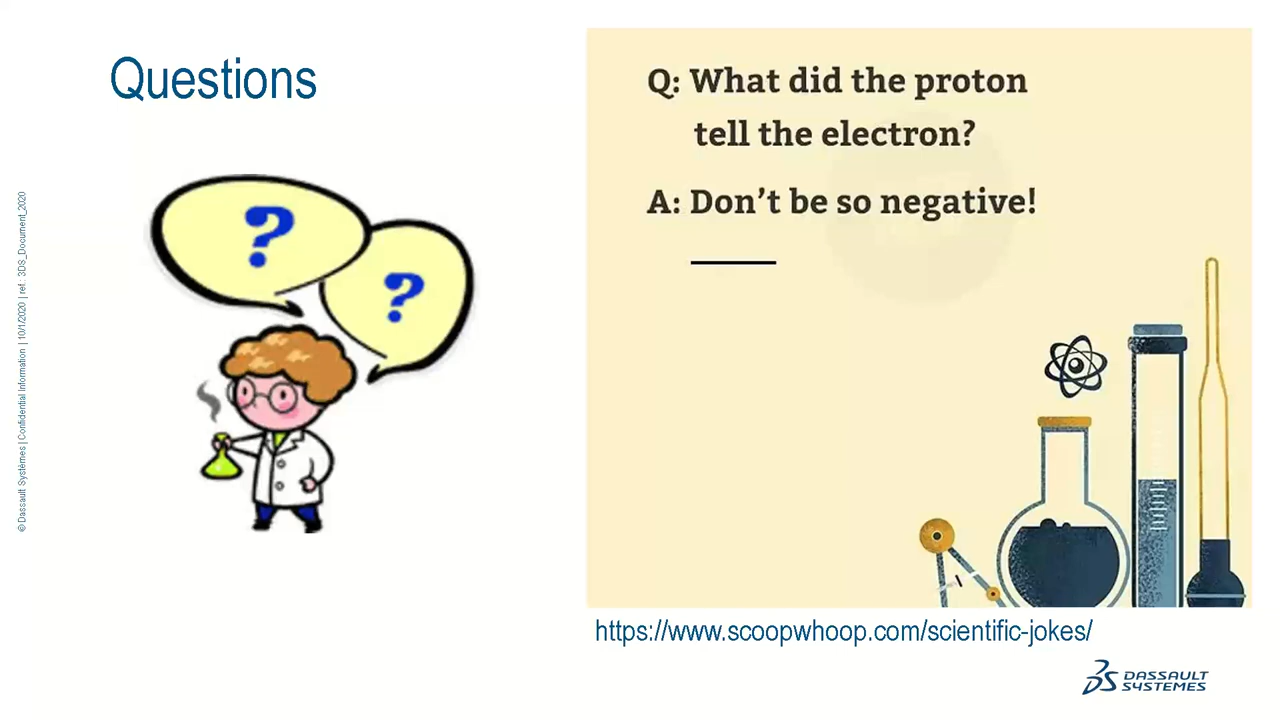 Questions
? ?
Q: What did the proton
tell the electron?
A: Don't be so negative!
https://www.scoopwhoop.com/scientific-jokes/
© Dassault Systèmes | Confidential Information | 10/1/2020 | ref.: 3DS_Document_2020
3DS DASSAULT
SYSTEMES